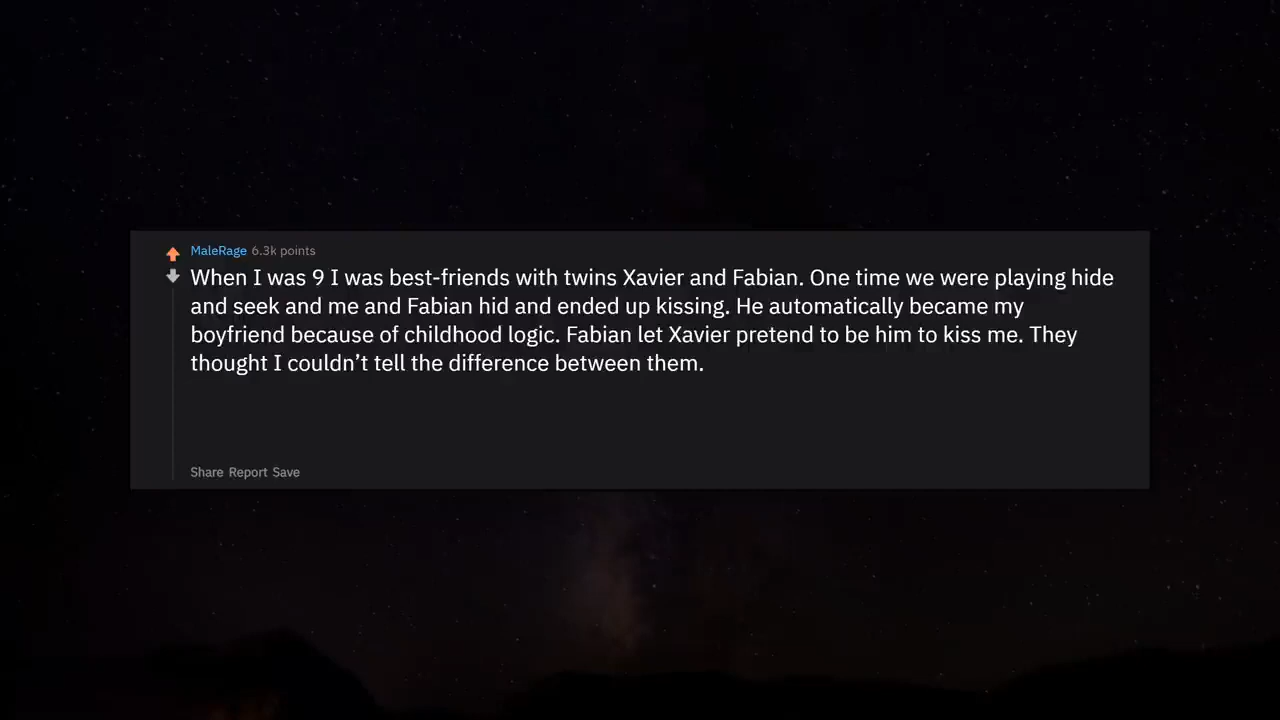 MaleRage 6.3k points
When I was 9 I was best-friends with twins Xavier and Fabian. One time we were playing hide
and seek and me and Fabian hid and ended up kissing. He automatically became my
boyfriend because of childhood logic. Fabian let Xavier pretend to be him to kiss me. They
thought I couldn’t tell the difference between them.
Share Report Save